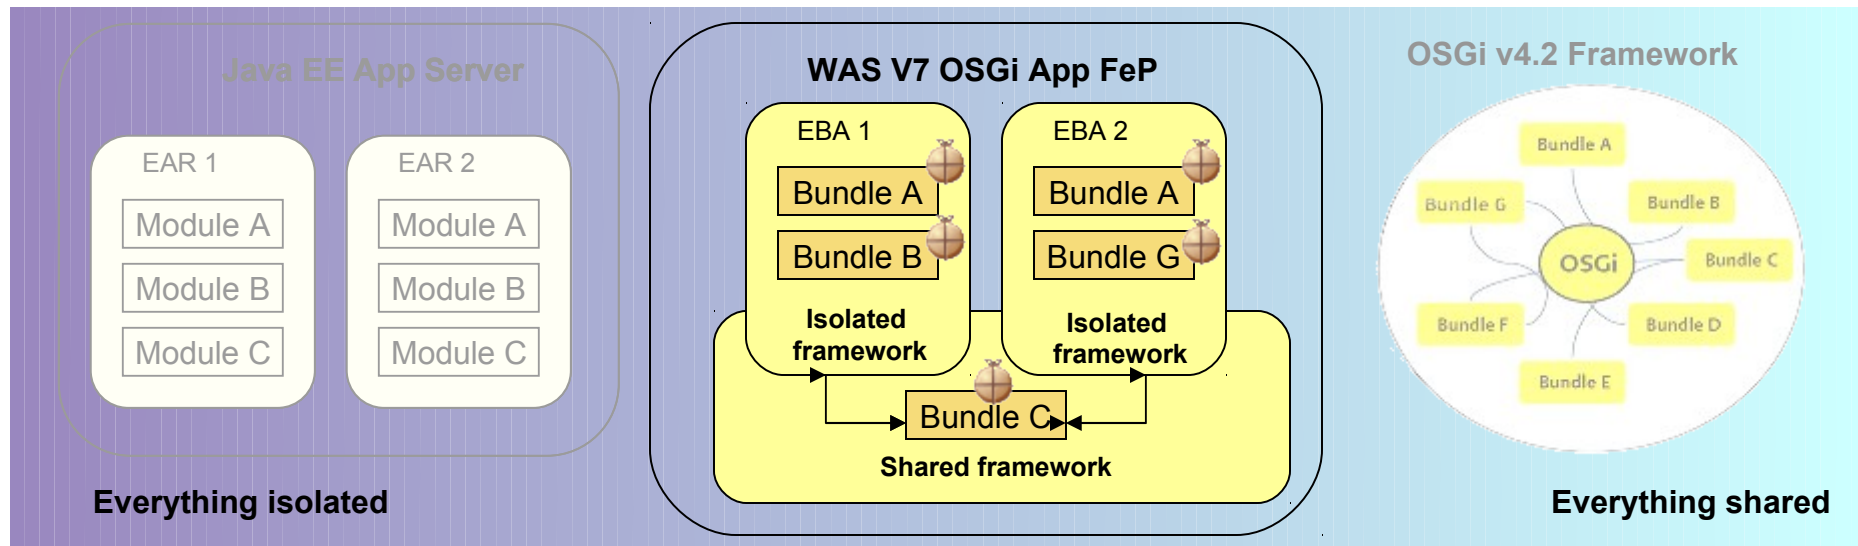 Java EE App Server
EAR 1
Module A
Module B
Module C
EAR 2
Module A
Module B
Module C
Everything isolated
WAS V7 OSGi App FeP
EBA 1
Bundle A
Bundle B
Isolated
framework
EBA 2
Bundle A
Bundle G
Isolated
framework
Bundle C
Shared framework
OSGi v4.2 Framework
Bundle A
Bundle G
Bundle B
OSGi
Bundle C
Bundle F
Bundle D
Bundle E
Everything shared